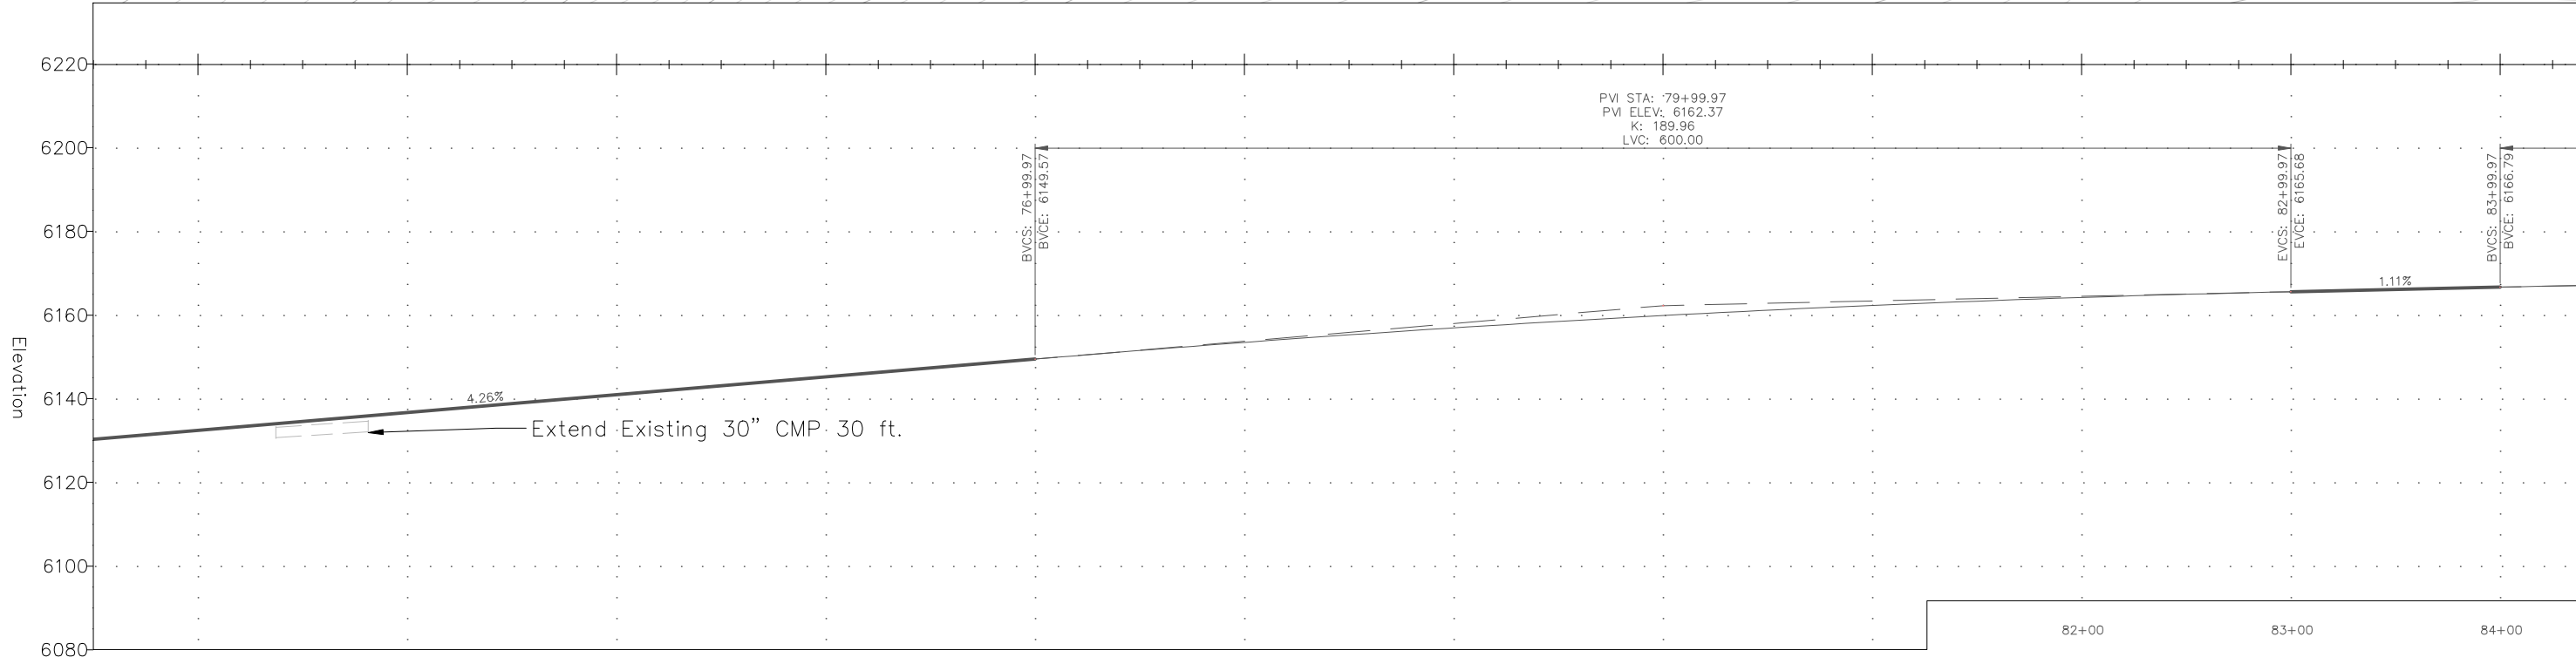 6220
PVI STA: 79+99.97
PVI ELEV: 6162.37
K: 189.96
LVC: 600.00
6200
BVCS: 76+99.97
BVCE: 6149.57
EVCS: 82+99.97
EVCE: 6165.68
BVCS: 83+99.97
BVCE: 6166.79
6180
1.11%
6160
Elevation
4.26%
6140
Extend Existing 30" CMP 30 ft.
6120
6100
82+00
83+00
84+00
6080